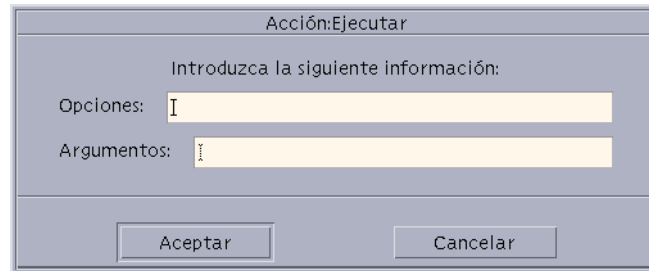 Acción:Ejecutar
Introduzca la siguiente información:
Opciones:
Argumentos:
Aceptar
Cancelar